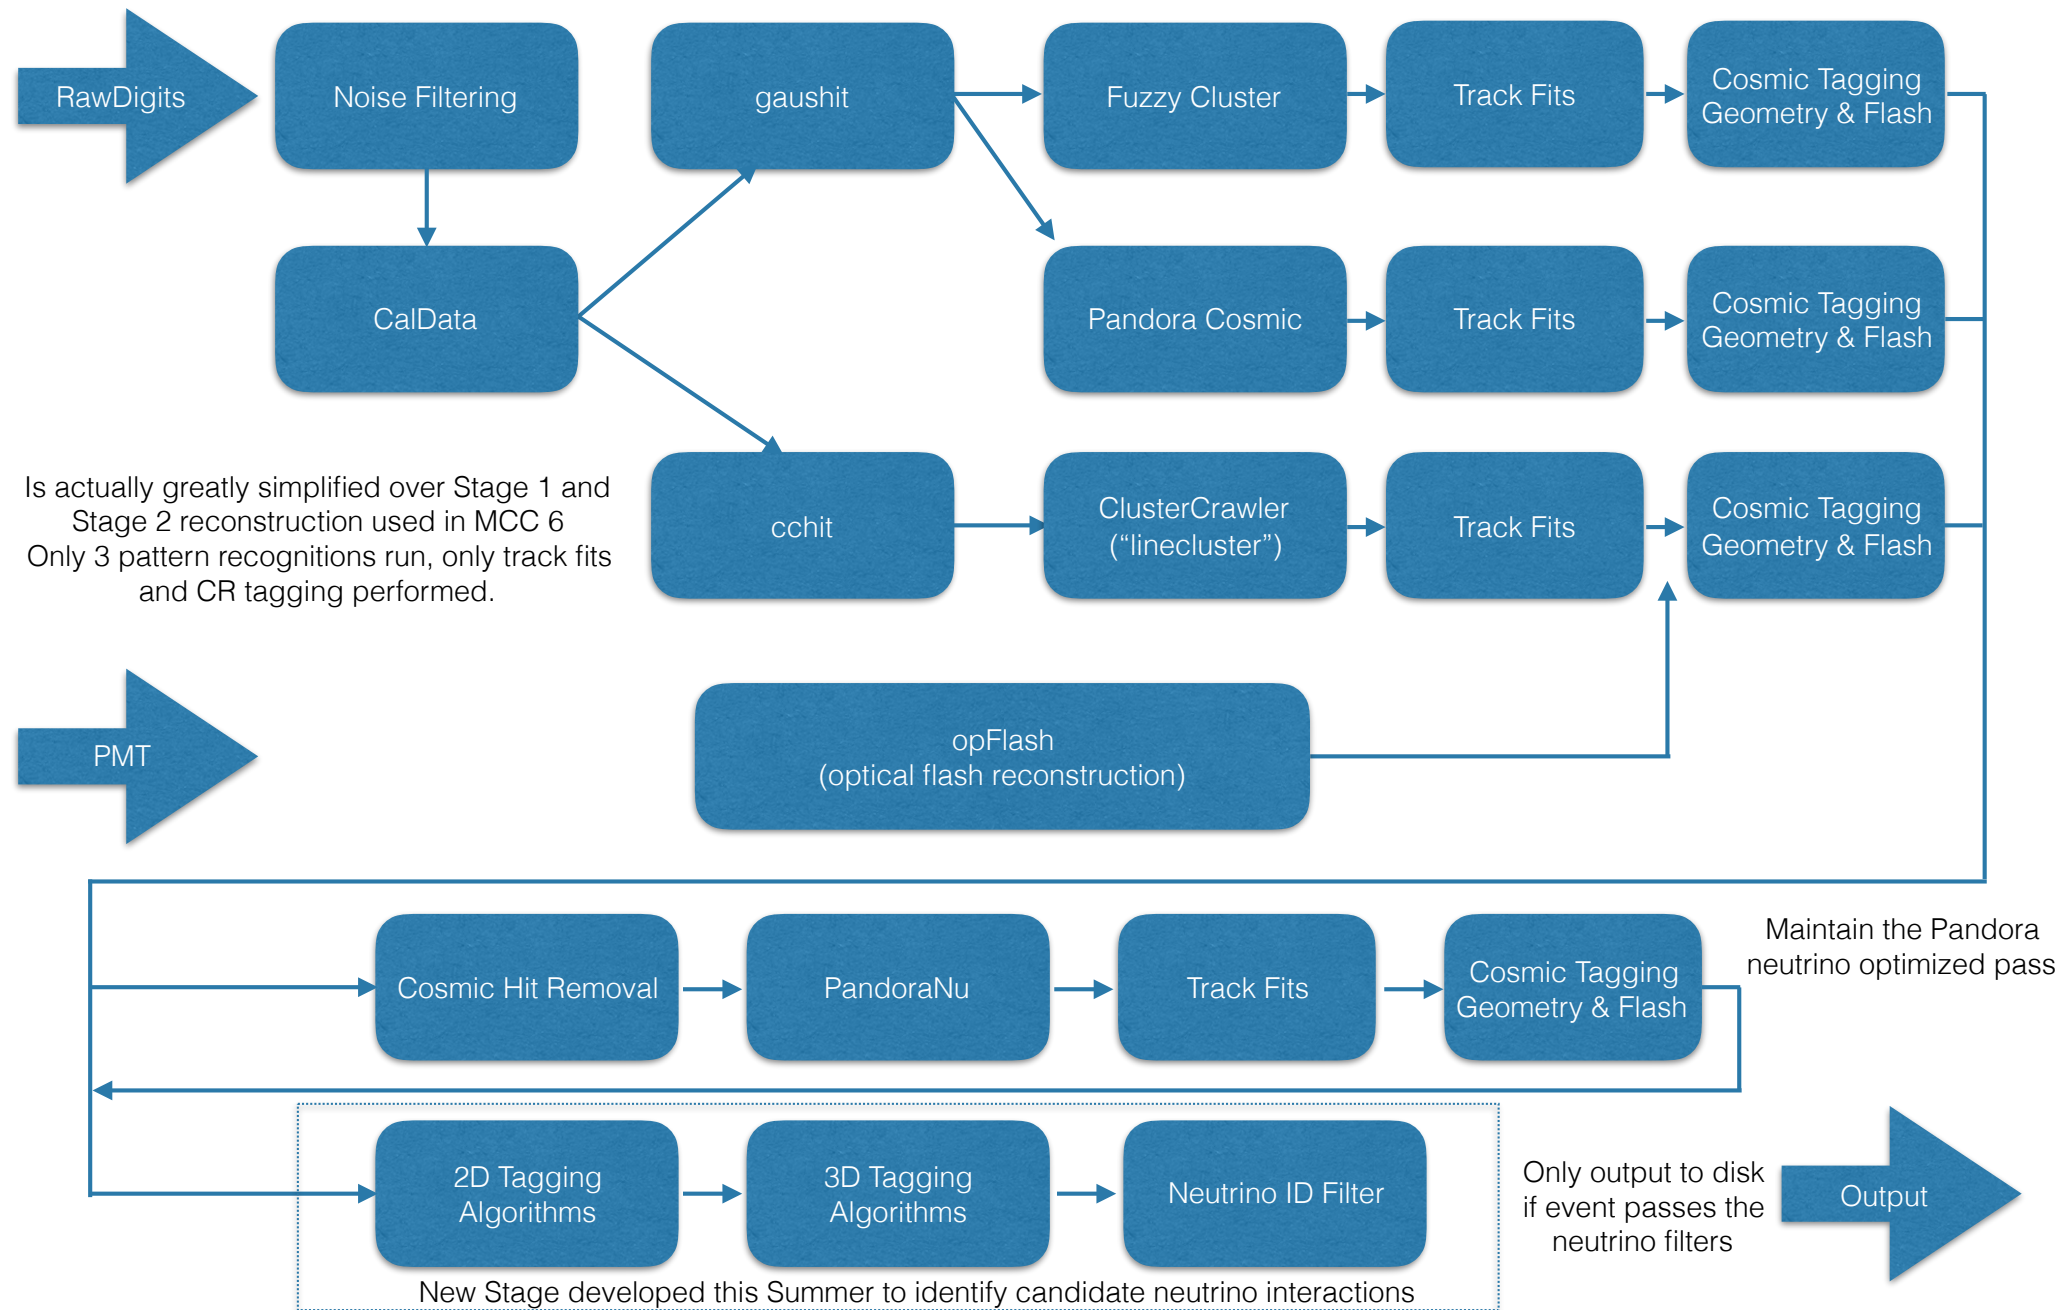 RawDigits
Noise Filtering
gaushit
Fuzzy Cluster
Track Fits
Cosmic Tagging
Geometry & Flash
CalData
Pandora Cosmic
Track Fits
Cosmic Tagging
Geometry & Flash
Is actually greatly simplified over Stage 1 and
Stage 2 reconstruction used in MCC 6
Only 3 pattern recognitions run, only track fits
and CR tagging performed.
cchit
ClusterCrawler
(“linecluster”)
Track Fits
Cosmic Tagging
Geometry & Flash
PMT
opFlash
(optical flash reconstruction)
Cosmic Hit Removal
PandoraNu
Track Fits
Cosmic Tagging
Geometry & Flash
Maintain the Pandora
neutrino optimized pass
2D Tagging
Algorithms
3D Tagging
Algorithms
Neutrino ID Filter
Only output to disk
if event passes the
neutrino filters
Output
New Stage developed this Summer to identify candidate neutrino interactions